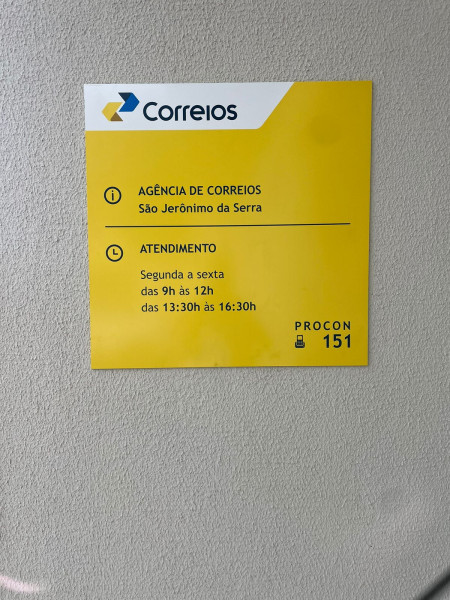 Correios
AGÊNCIA DE CORREIOS
São Jerônimo da Serra
ATENDIMENTO
Segunda a sexta
das 9h às 12h
das 13:30h às 16:30h
PROCON
151